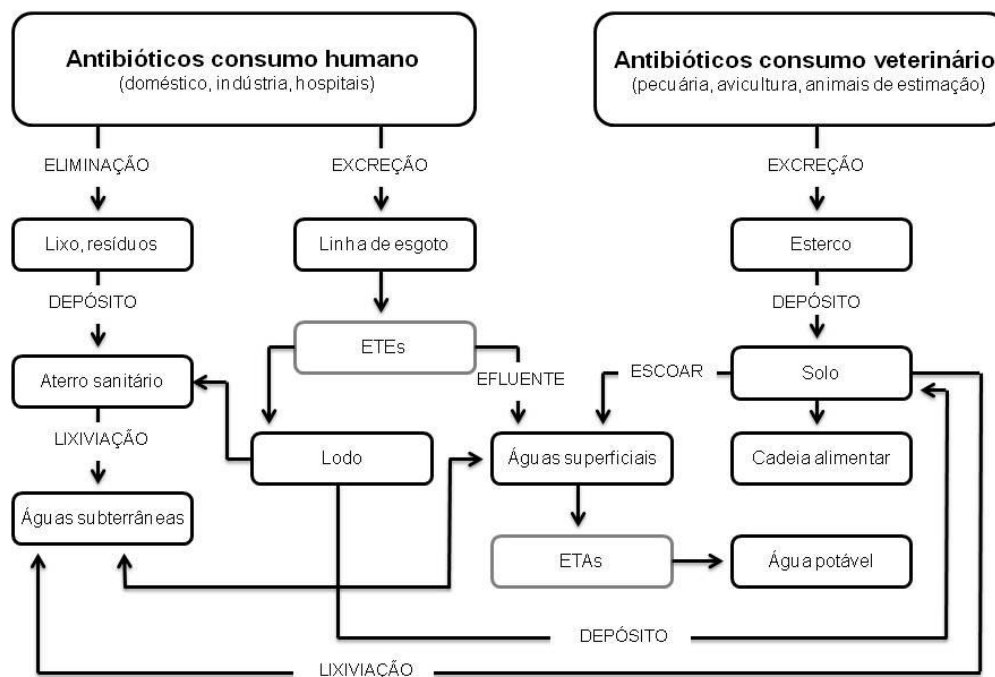 Antibióticos consumo humano
(doméstico, indústria, hospitais)
Antibióticos consumo veterinário
(pecuária, avicultura, animais de estimação)
ELIMINAÇÃO
EXCREÇÃO
EXCREÇÃO
Lixo, resíduos
Linha de esgoto
Esterco
DEPÓSITO
DEPÓSITO
ETEs
Aterro sanitário
EFLUENTE
ESCOAR
Solo
LIXIVIAÇÃO
Lodo
Águas superficiais
Cadeia alimentar
Águas subterrâneas
ETAs
Água potável
DEPÓSITO
LIXIVIAÇÃO